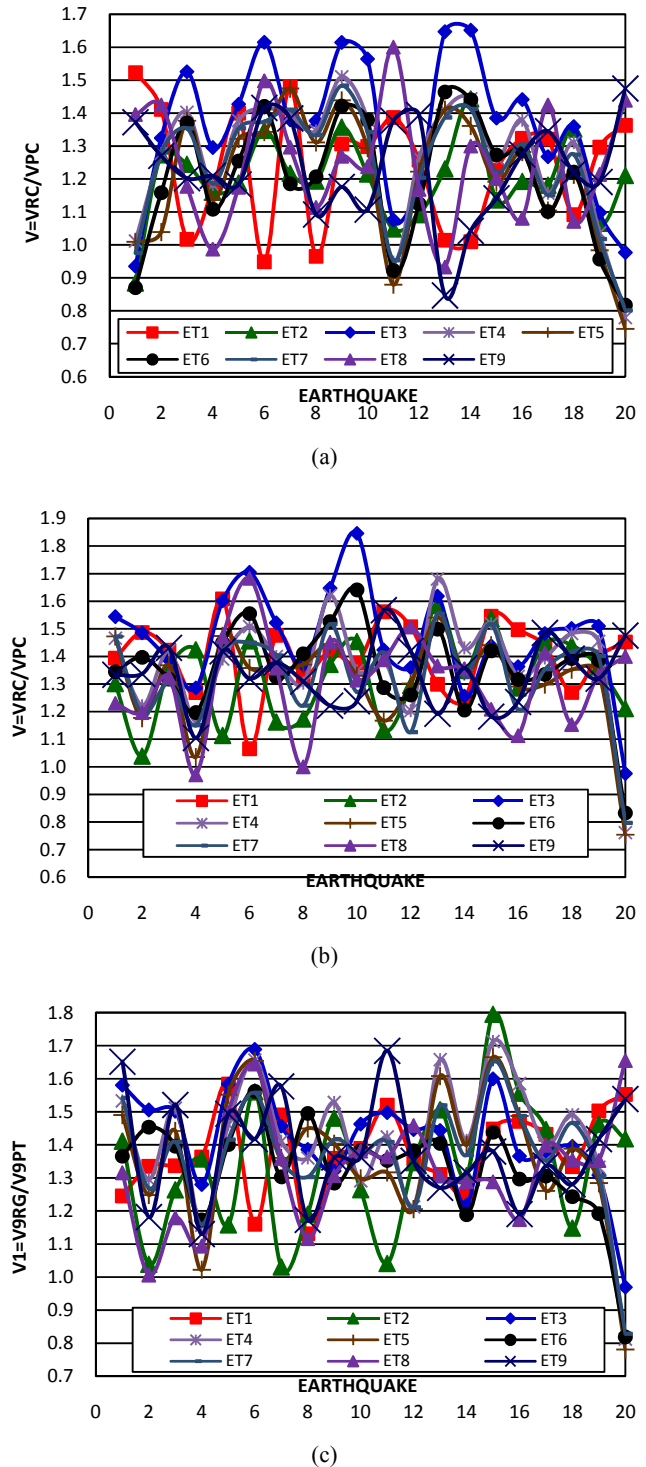 1.7
1.6
1.5
1.4
1.3
1.2
1.1
1.0
0.9
0.8
0.7
0.6
V=VRC/VPC
ET1 ET2 ET3 ET4 ET5
ET6 ET7 ET8 ET9
EARTHQUAKE
0 2 4 6 8 10 12 14 16 18 20
(a)
1.9
1.8
1.7
1.6
1.5
1.4
1.3
1.2
1.1
1.0
0.9
0.8
0.7
0.6
V=VRC/VPC
ET1 ET2 ET3
ET4 ET5 ET6
ET7 ET8 ET9
EARTHQUAKE
0 2 4 6 8 10 12 14 16 18 20
(b)
1.8
1.7
1.6
1.5
1.4
1.3
1.2
1.1
1.0
0.9
0.8
0.7
V1=V9RG/V9PT
ET1 ET2 ET3
ET4 ET5 ET6
ET7 ET8 ET9
EARTHQUAKE
0 2 4 6 8 10 12 14 16 18 20
(c)